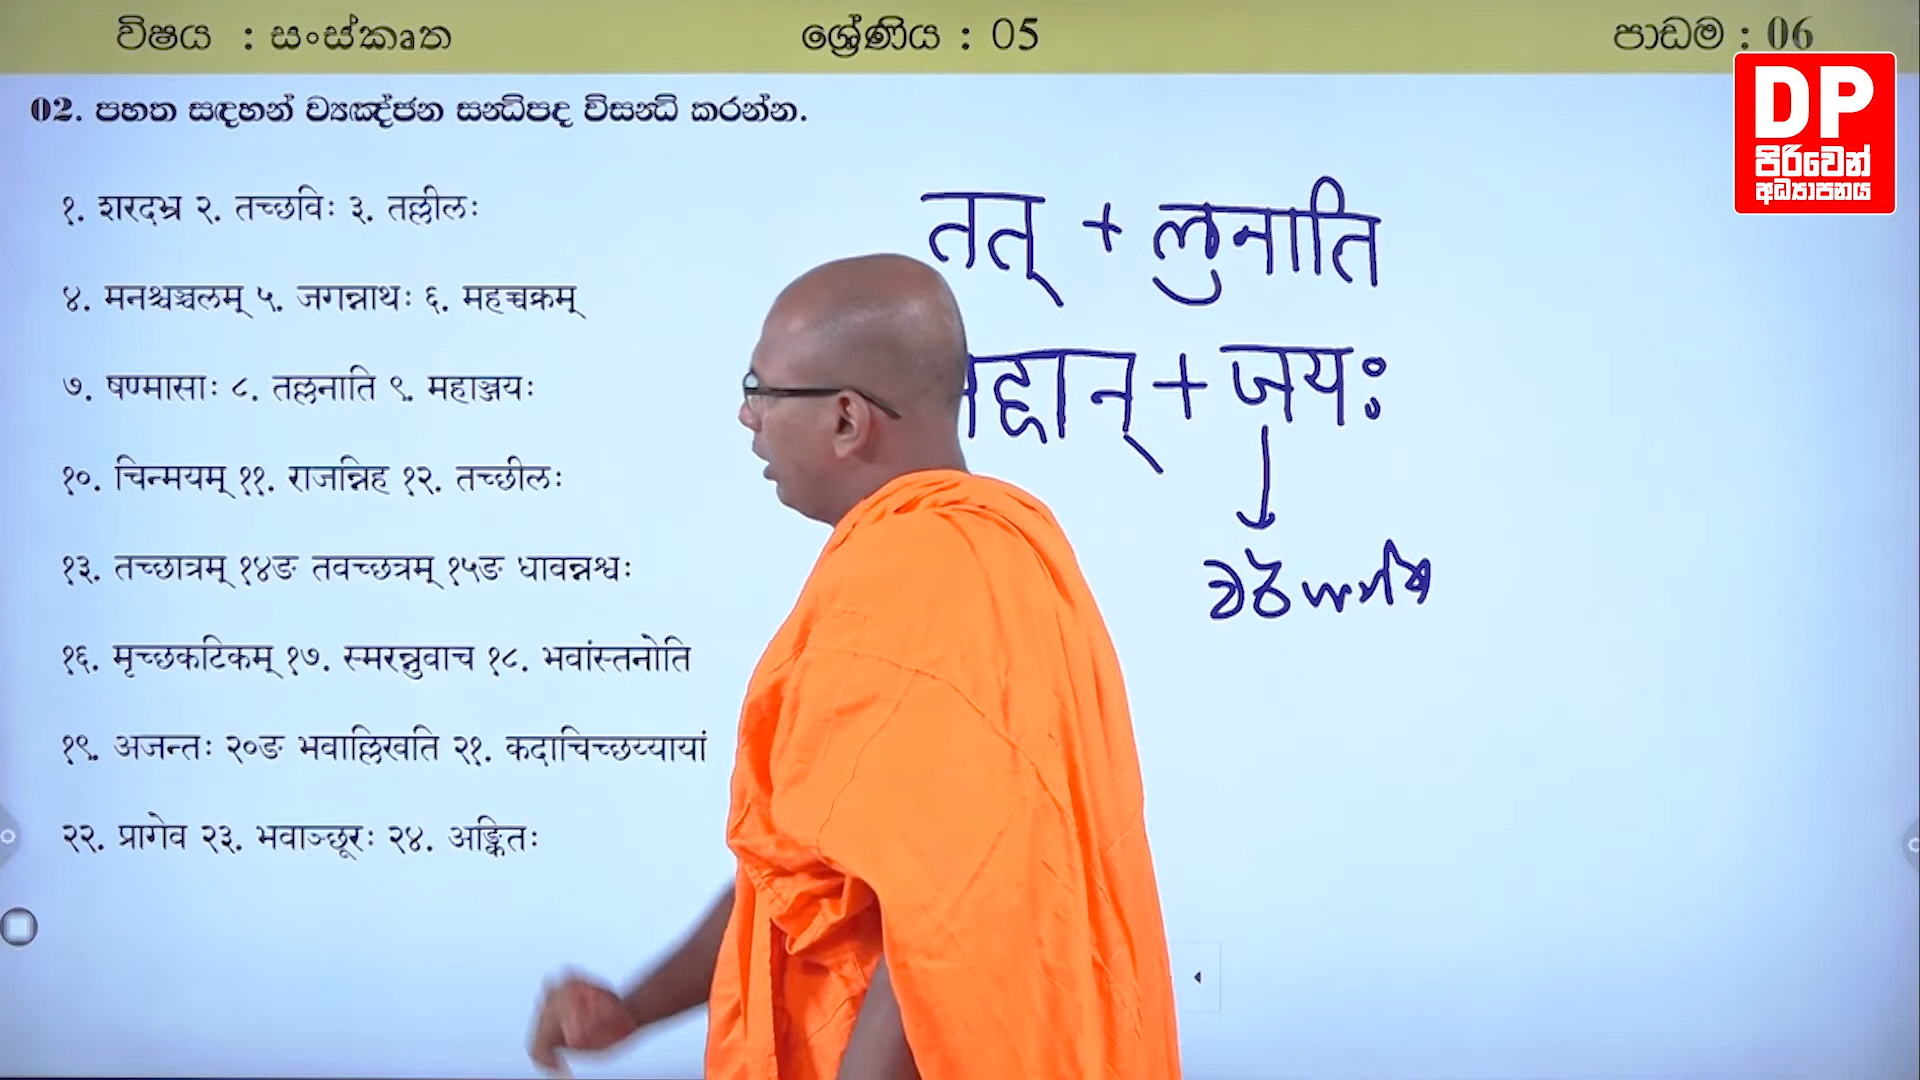 විෂය : සංස්කෘත ශ්‍රේණිය : 05 පාඩම : 06
DP
පිරිවෙන්
අධ්‍යාපනය
02. පහත සඳහන් ව්‍යඤ්ජන සන්ධිපද විසන්ධි කරන්න.
१. शरदभ्र २. तच्छविः ३. तल्लीलः
४. मनश्चञ्चलम् ५. जगन्नाथः ६. महच्चक्रम्
७. षण्मासाः ८. तल्लनाति ९. महाञ्जयः
१०. चिन्मयम् ११. राजन्निह १२. तच्छीलः
१३. तच्छात्रम् १४ङ तवच्छत्रम् १५ङ धावन्नश्वः
१६. मृच्छकटिकम् १७. स्मरन्नुवाच १८. भवांस्तनोति
१९. अजन्तः २०ङ भवाल्लिखति २१. कदाचिच्छय्यायां
२२. प्रागेव २३. भवाञ्छूरः २४. अङ्कितः
तत् + लुनाति
हान् + जयः